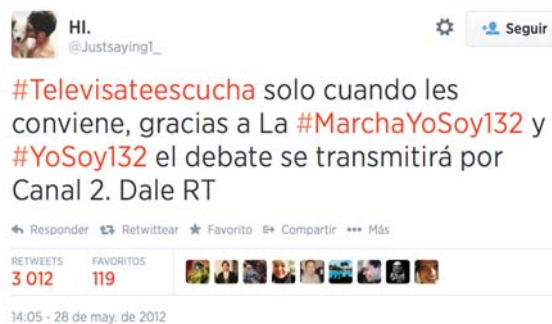 HI.
@Justsaying1_
Seguir
#Televisateescucha solo cuando les
conviene, gracias a La #MarchaYoSoy132 y
#YoSoy132 el debate se transmitirá por
Canal 2. Dale RT
Responder Retwittear Favorito Compartir Más
RETWEETS FAVORITOS
3 012 119
14:05 - 28 de may. de 2012